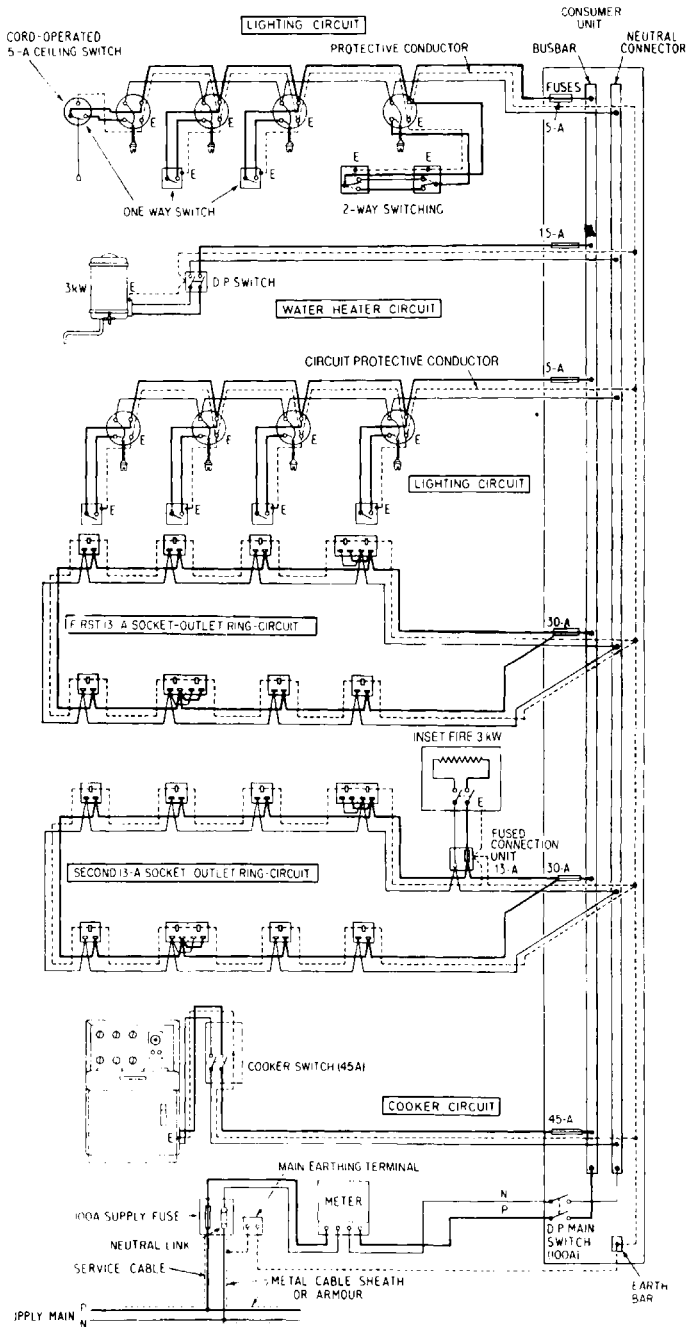 LIGHTING CIRCUIT
CONSUMER
UNIT
CORD-OPERATED
5-A CEILING SWITCH
PROTECTIVE CONDUCTOR
BUSBAR
NEUTRAL
CONNECTOR
FUSES
5-A
E
E
E
E
E
E
E
E
ONE WAY SWITCH
2-WAY SWITCHING
15-A
3kW
E
D.P SWITCH
WATER HEATER CIRCUIT
CIRCUIT PROTECTIVE CONDUCTOR
5-A
E
E
E
E
LIGHTING CIRCUIT
E
E
E
E
FIRST 13-A SOCKET-OUTLET RING-CIRCUIT
30-A
INSET FIRE 3 kW
E
FUSED
CONNECTION
UNIT
13-A
30-A
SECOND 13-A SOCKET OUTLET RING-CIRCUIT
COOKER SWITCH (45A)
COOKER CIRCUIT
E
45-A
MAIN EARTHING TERMINAL
100A SUPPLY FUSE
METER
N
P
D.P MAIN
SWITCH
(100A)
NEUTRAL LINK
SERVICE CABLE
METAL CABLE SHEATH
OR ARMOUR
EARTH
BAR
UPPLY MAIN
P
N